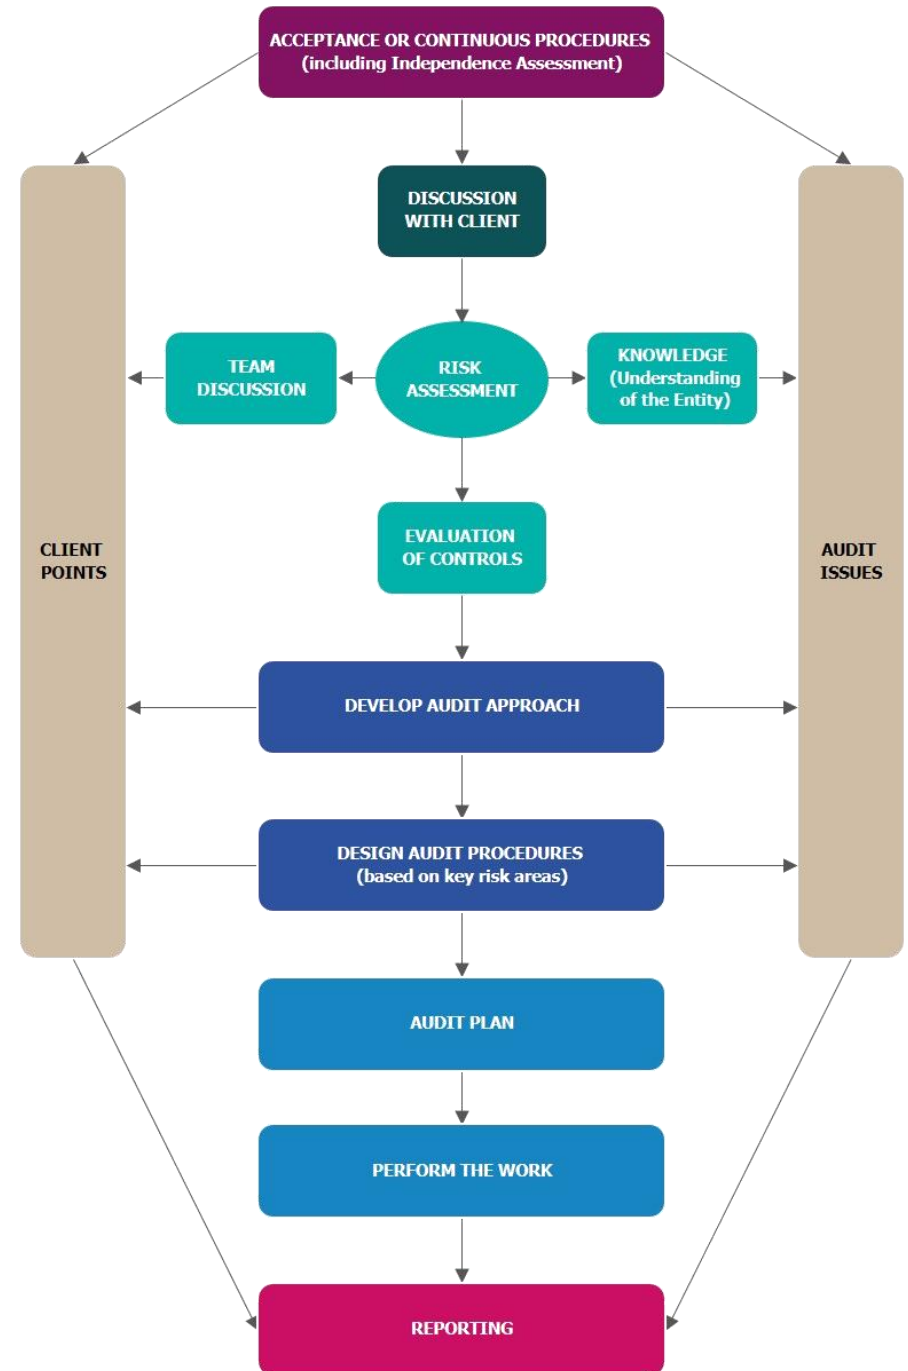 ACCEPTANCE OR CONTINUOUS PROCEDURES
(including Independence Assessment)
DISCUSSION
WITH CLIENT
TEAM
DISCUSSION
RISK
ASSESSMENT
KNOWLEDGE
(Understanding
of the Entity)
EVALUATION
OF CONTROLS
CLIENT
POINTS
AUDIT
ISSUES
DEVELOP AUDIT APPROACH
DESIGN AUDIT PROCEDURES
(based on key risk areas)
AUDIT PLAN
PERFORM THE WORK
REPORTING